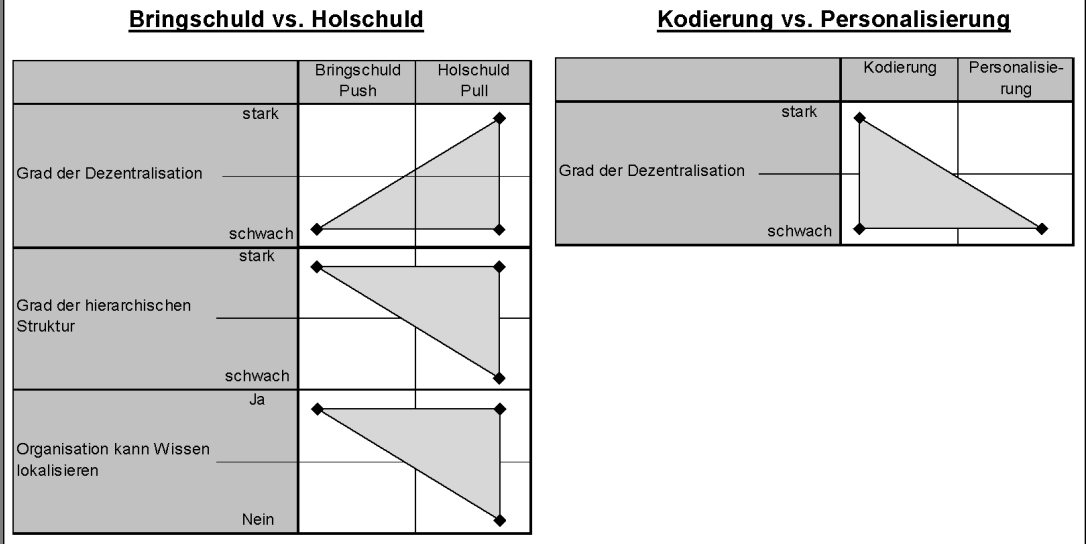 Bringschuld vs. Holschuld
Bringschuld
Push
Holschuld
Pull
stark
Grad der Dezentralisation
schwach
stark
Grad der hierarchischen
Struktur
schwach
Ja
Organisation kann Wissen
lokalisieren
Nein
Kodierung vs. Personalisierung
Kodierung
Personalisie-
rung
stark
Grad der Dezentralisation
schwach